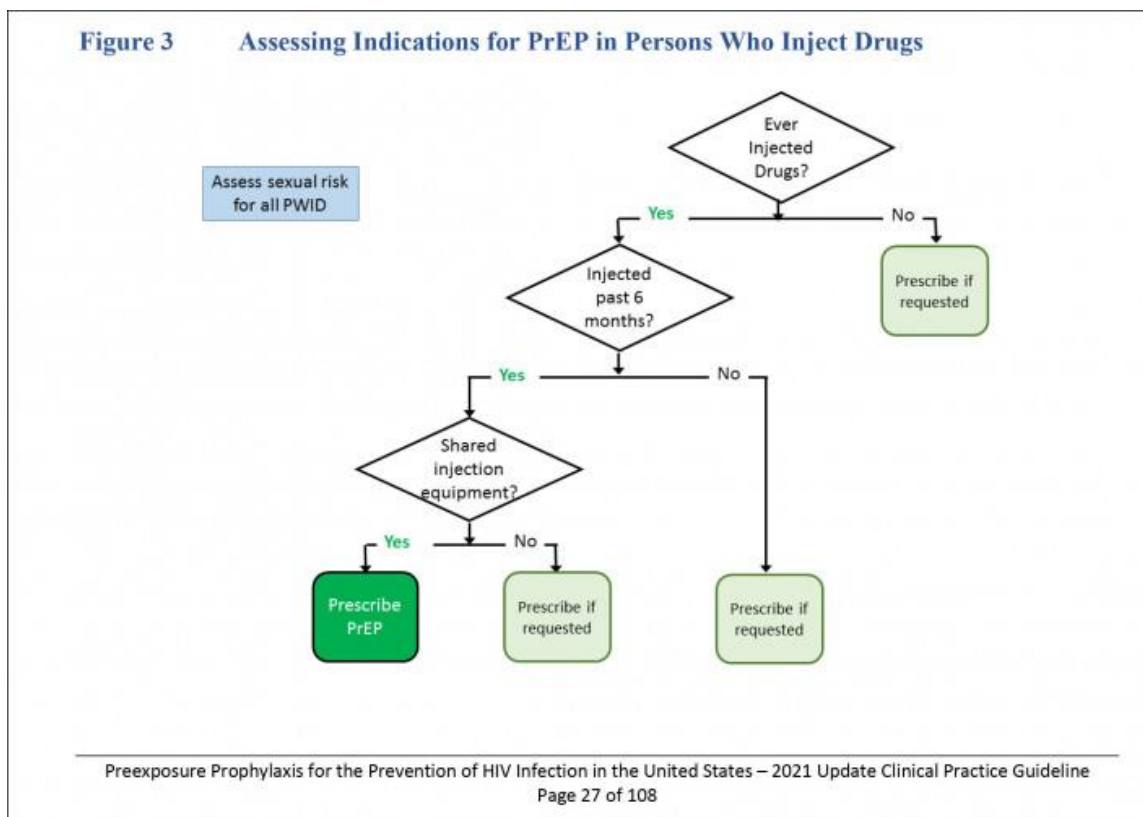 Figure 3 Assessing Indications for PrEP in Persons Who Inject Drugs
Ever
Injected
Drugs?
Assess sexual risk
for all PWID
Yes
No
Injected
past 6
months?
Prescribe if
requested
Yes
No
Shared
injection
equipment?
Yes
No
Prescribe
PrEP
Prescribe if
requested
Prescribe if
requested
Preexposure Prophylaxis for the Prevention of HIV Infection in the United States – 2021 Update Clinical Practice Guideline
Page 27 of 108